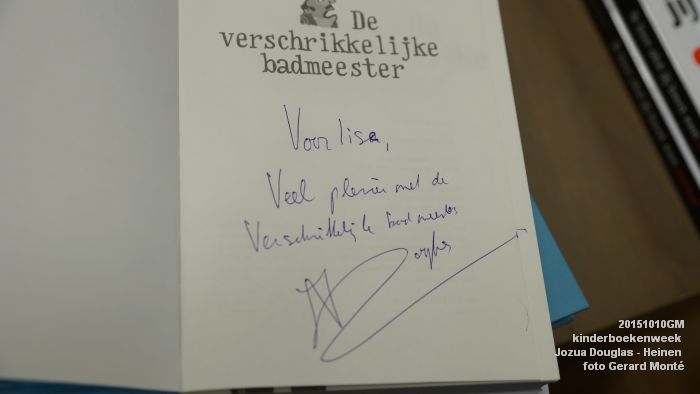 De
verschrikkelijke
badmeester
Voor lisa,
Veel plezier met de
Verschrikkelijke badmeester
Douglas
20151010GM
kinderboekenweek
Jozua Douglas - Heinen
foto Gerard Monté